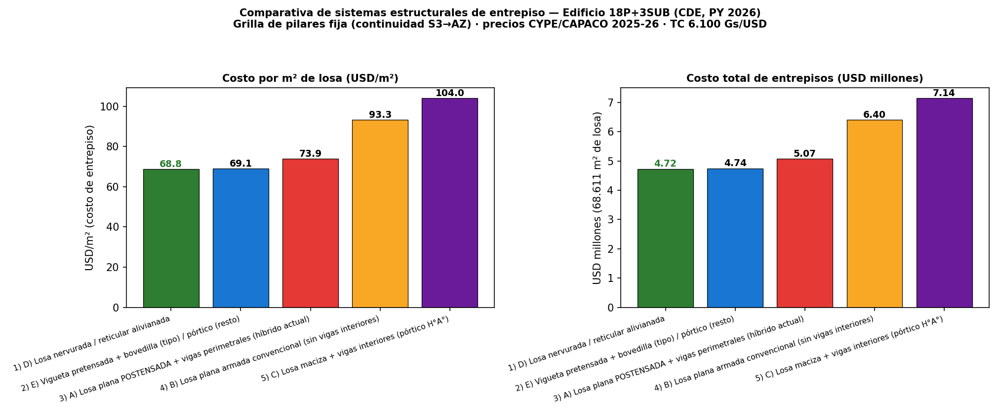 Comparativa de sistemas estructurales de entrepiso — Edificio 18P+3SUB (CDE, PY 2026)
Grilla de pilares fija (continuidad S3→AZ) · precios CYPE/CAPACO 2025-26 · TC 6.100 Gs/USD
Costo por m² de losa (USD/m²)
USD/m² (costo de entrepiso)
100
80
60
40
20
0
68.8
69.1
73.9
93.3
104.0
1) D) Losa nervurada / reticular alivianada
2) E) Vigueta pretensada + bovedilla (tipo) / pórtico (resto)
3) A) Losa plana POSTENSADA + vigas perimetrales (híbrido actual)
4) B) Losa plana armada convencional (sin vigas interiores)
5) C) Losa maciza + vigas interiores (pórtico H°A°)
Costo total de entrepisos (USD millones)
USD millones (68.611 m² de losa)
7
6
5
4
3
2
1
0
4.72
4.74
5.07
6.40
7.14
1) D) Losa nervurada / reticular alivianada
2) E) Vigueta pretensada + bovedilla (tipo) / pórtico (resto)
3) A) Losa plana POSTENSADA + vigas perimetrales (híbrido actual)
4) B) Losa plana armada convencional (sin vigas interiores)
5) C) Losa maciza + vigas interiores (pórtico H°A°)